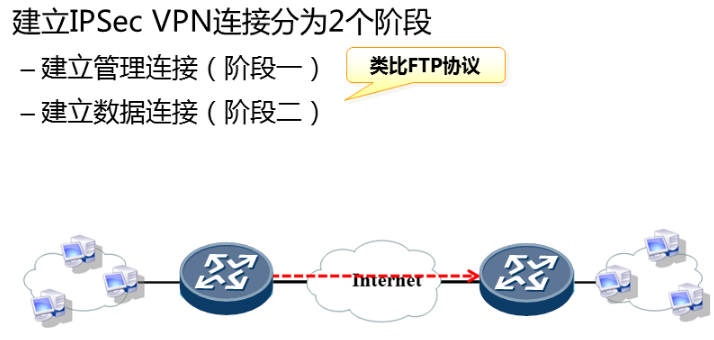 建立IPSec VPN连接分为2个阶段
– 建立管理连接（阶段一）
类比FTP协议
– 建立数据连接（阶段二）
Internet